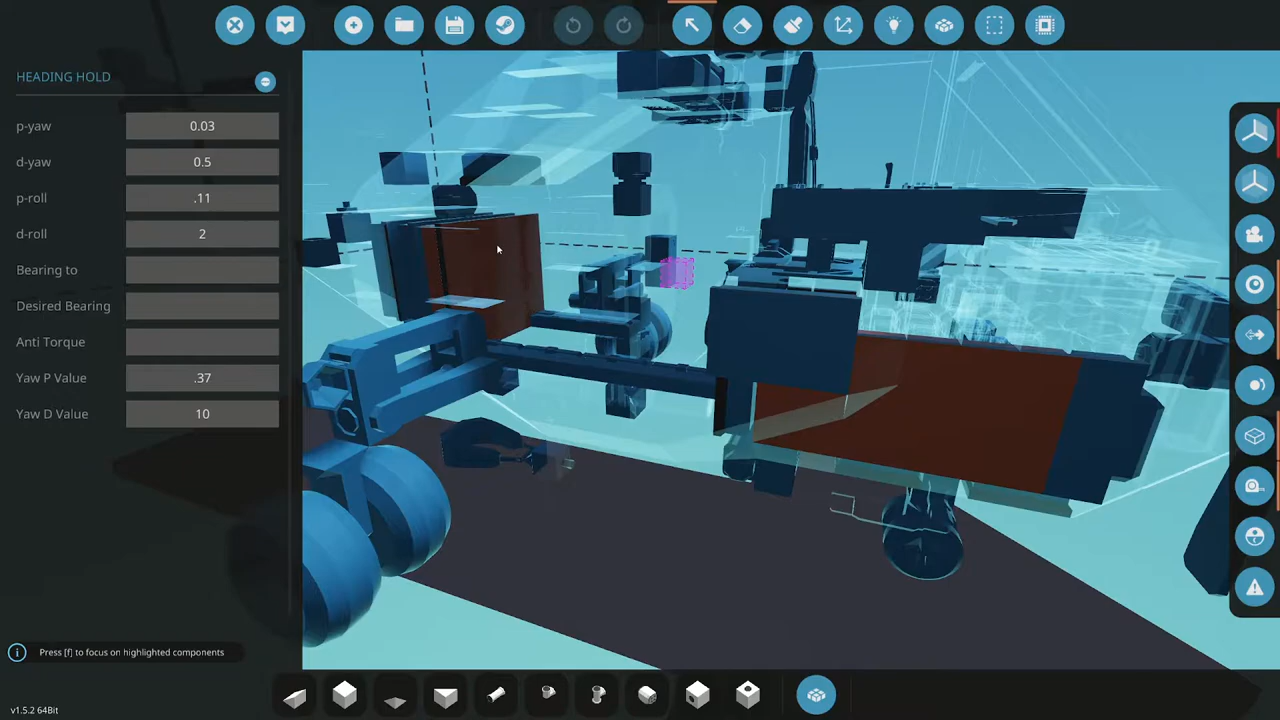 HEADING HOLD
p-yaw 0.03
d-yaw 0.5
p-roll .11
d-roll 2
Bearing to
Desired Bearing
Anti Torque
Yaw P Value .37
Yaw D Value 10
Press [f] to focus on highlighted components
v1.5.2 64Bit